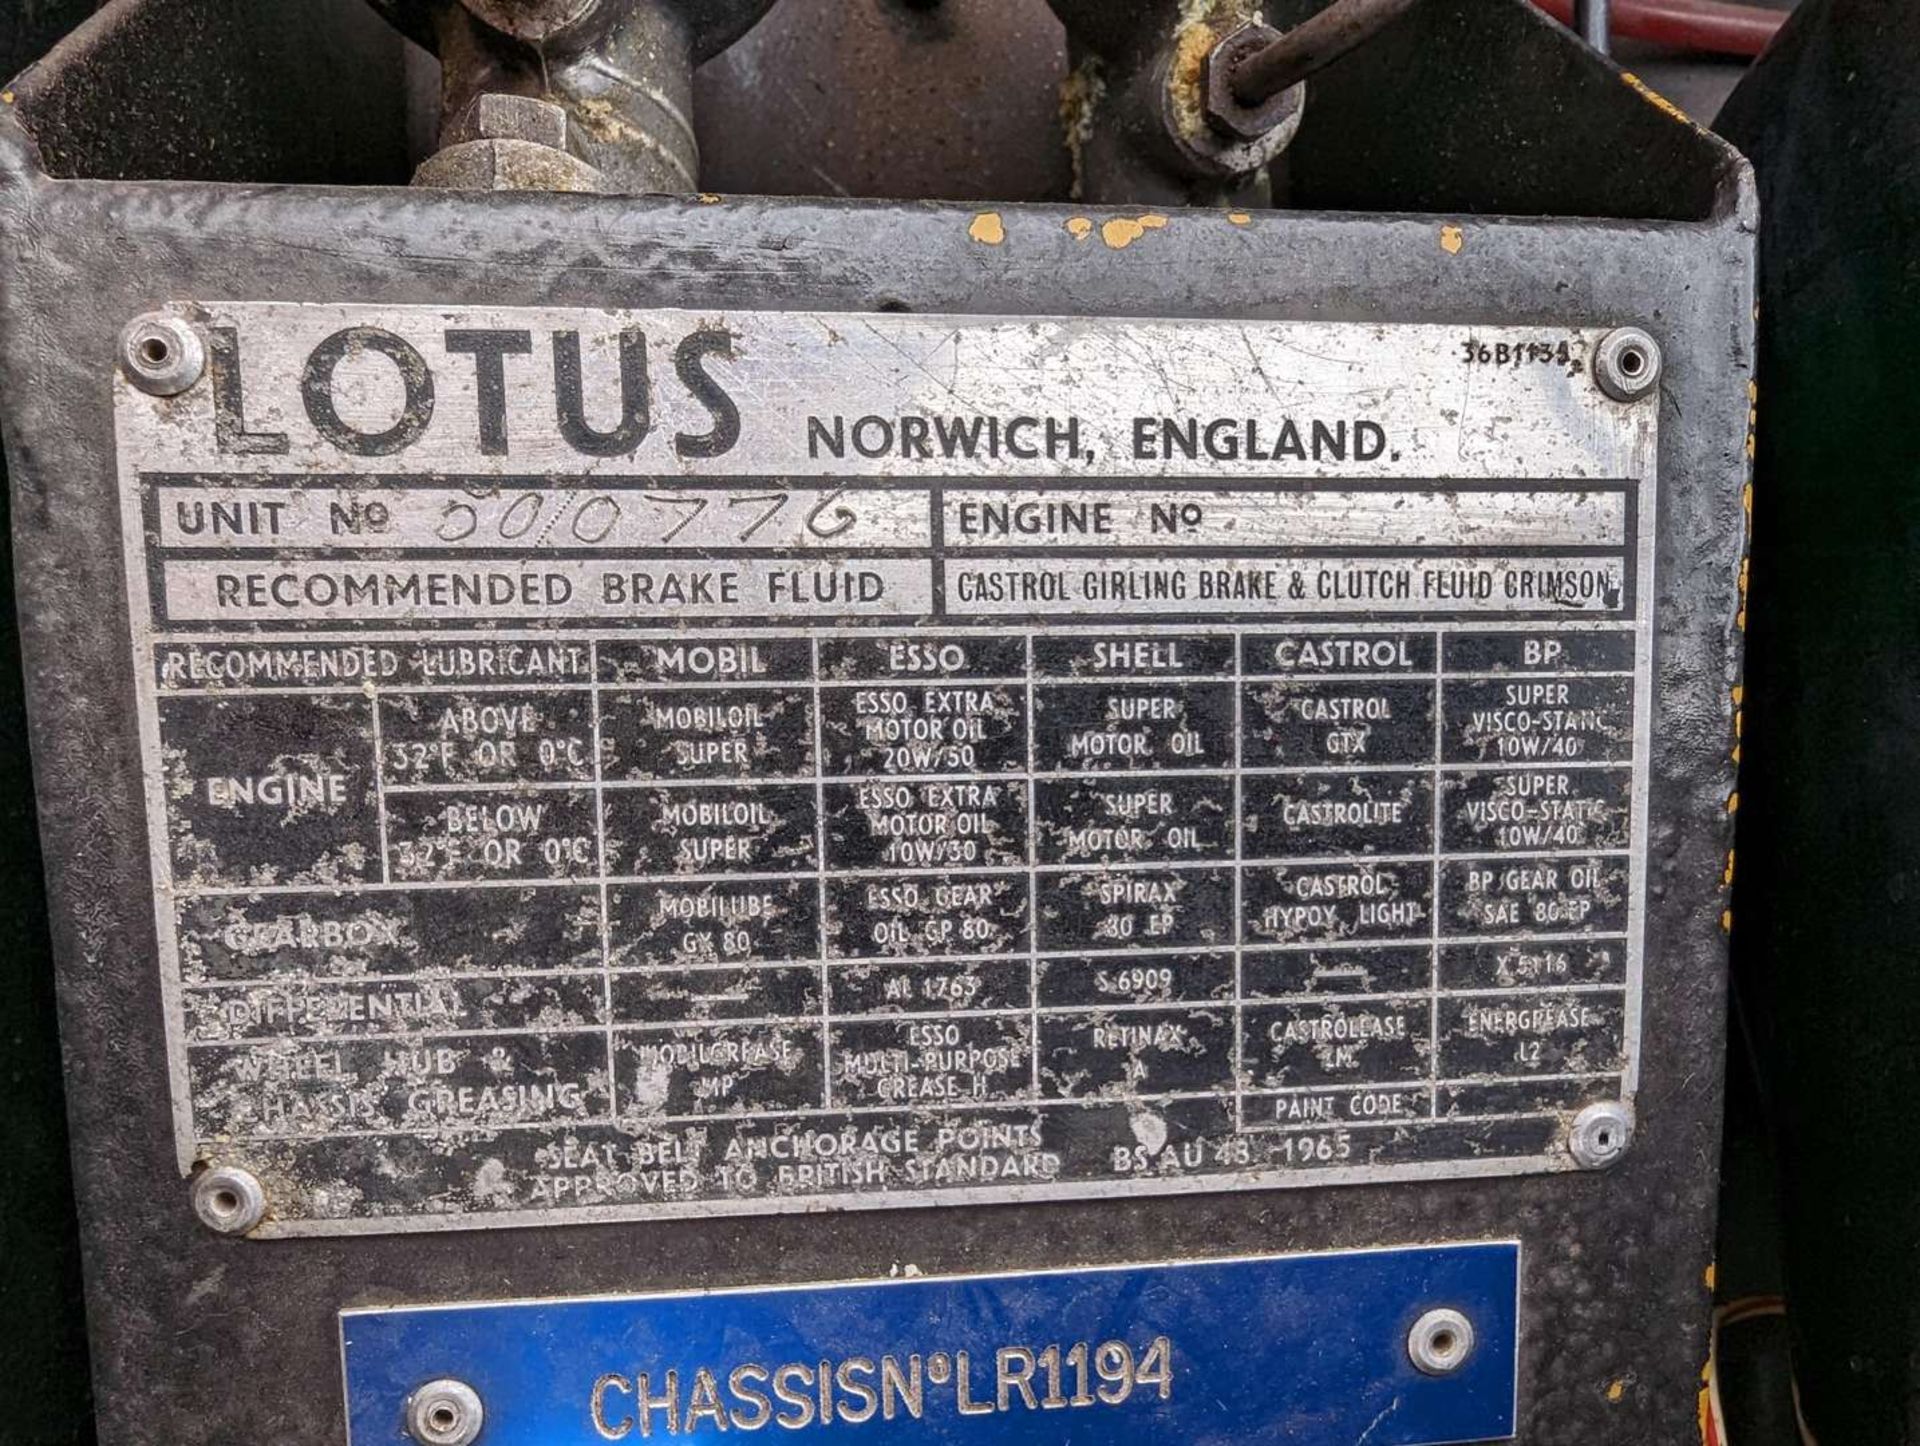 LOTUS NORWICH, ENGLAND. 36B1135
UNIT Nº 50/0776 ENGINE Nº
RECOMMENDED BRAKE FLUID CASTROL GIRLING BRAKE & CLUTCH FLUID CRIMSON
RECOMMENDED LUBRICANT MOBIL ESSO SHELL CASTROL BP
ENGINE
ABOVE
32°F OR 0°C
MOBILOIL
SUPER
ESSO EXTRA
MOTOR OIL
20W/50
SUPER
MOTOR OIL
CASTROL
GTX
SUPER
VISCO-STATIC
10W/40
BELOW
32°F OR 0°C
MOBILOIL
SUPER
ESSO EXTRA
MOTOR OIL
10W/30
SUPER
MOTOR OIL
CASTROLITE
SUPER
VISCO-STATIC
10W/40
GEARBOX
MOBILUBE
GX 80
ESSO GEAR
OIL GP 80
SPIRAX
80 EP
CASTROL
HYPOY LIGHT
BP GEAR OIL
SAE 80 EP
DIFFERENTIAL — AL 1763 S 6909 — X 5116
WHEEL HUB &
CHASSIS GREASING
MOBILGREASE
MP
ESSO
MULTI-PURPOSE
GREASE H
RETINAX
A
CASTROLEASE
LM
ENERGREASE
L2
PAINT CODE
SEAT BELT ANCHORAGE POINTS
APPROVED TO BRITISH STANDARD BS AU 48 - 1965
CHASSIS Nº LR1194